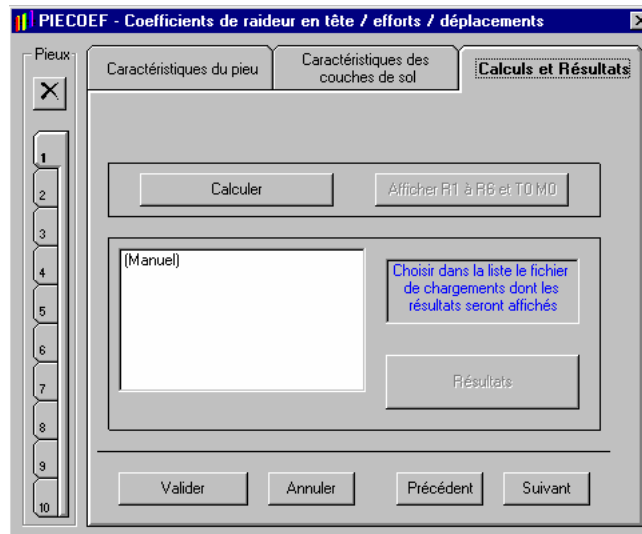 PIECOEF - Coefficients de raideur en tête / efforts / déplacements
Pieux
Caractéristiques du pieu
Caractéristiques des
couches de sol
Calculs et Résultats
1
2
3
4
5
6
7
8
9
10
Calculer
Afficher R1 à R6 et T0 M0
(Manuel)
Choisir dans la liste le fichier
de chargements dont les
résultats seront affichés
Résultats
Valider
Annuler
Précédent
Suivant